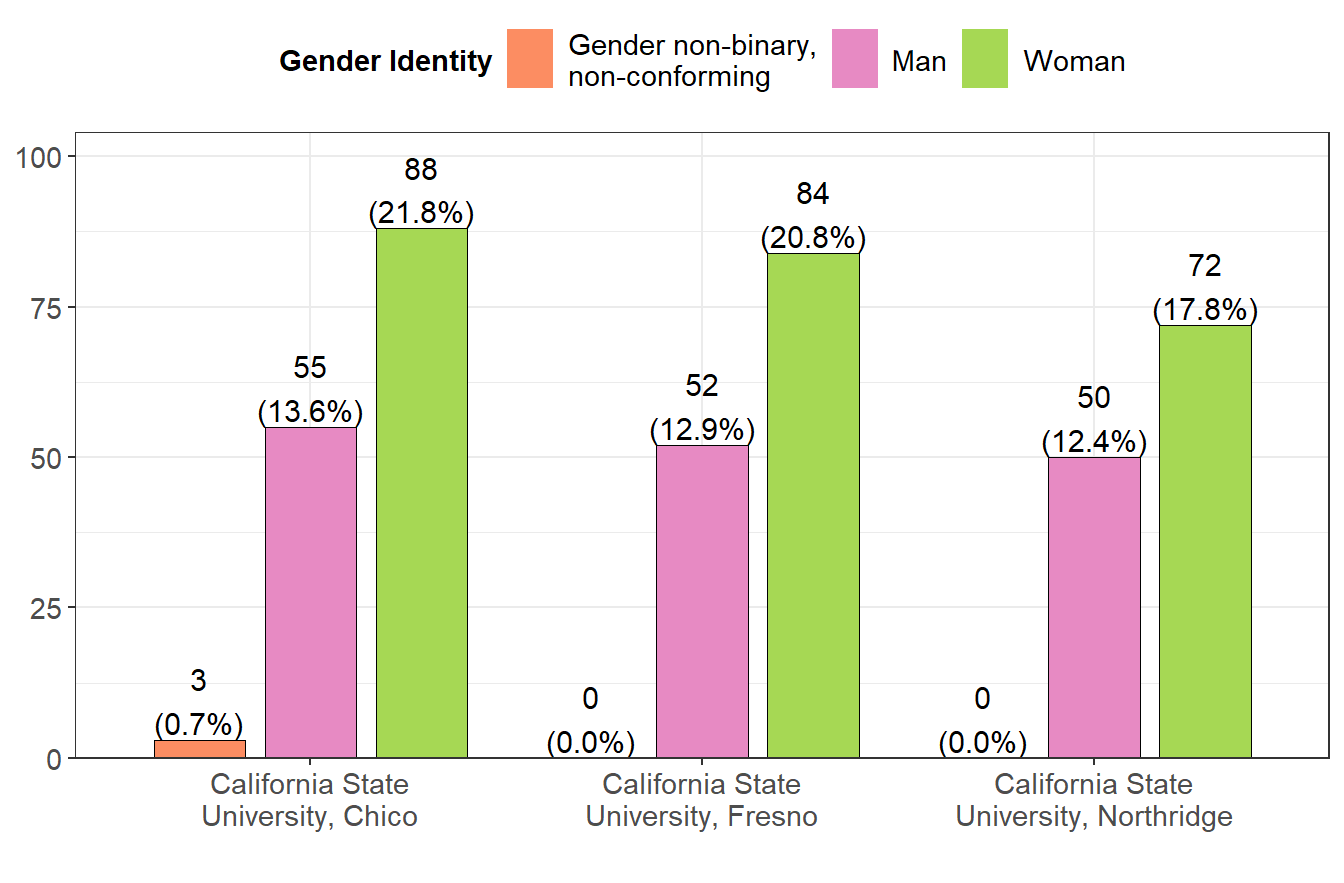 Gender Identity
Gender non-binary,
non-conforming
Man
Woman
100
75
50
25
0
3
(0.7%)
55
(13.6%)
88
(21.8%)
0
(0.0%)
52
(12.9%)
84
(20.8%)
0
(0.0%)
50
(12.4%)
72
(17.8%)
California State
University, Chico
California State
University, Fresno
California State
University, Northridge